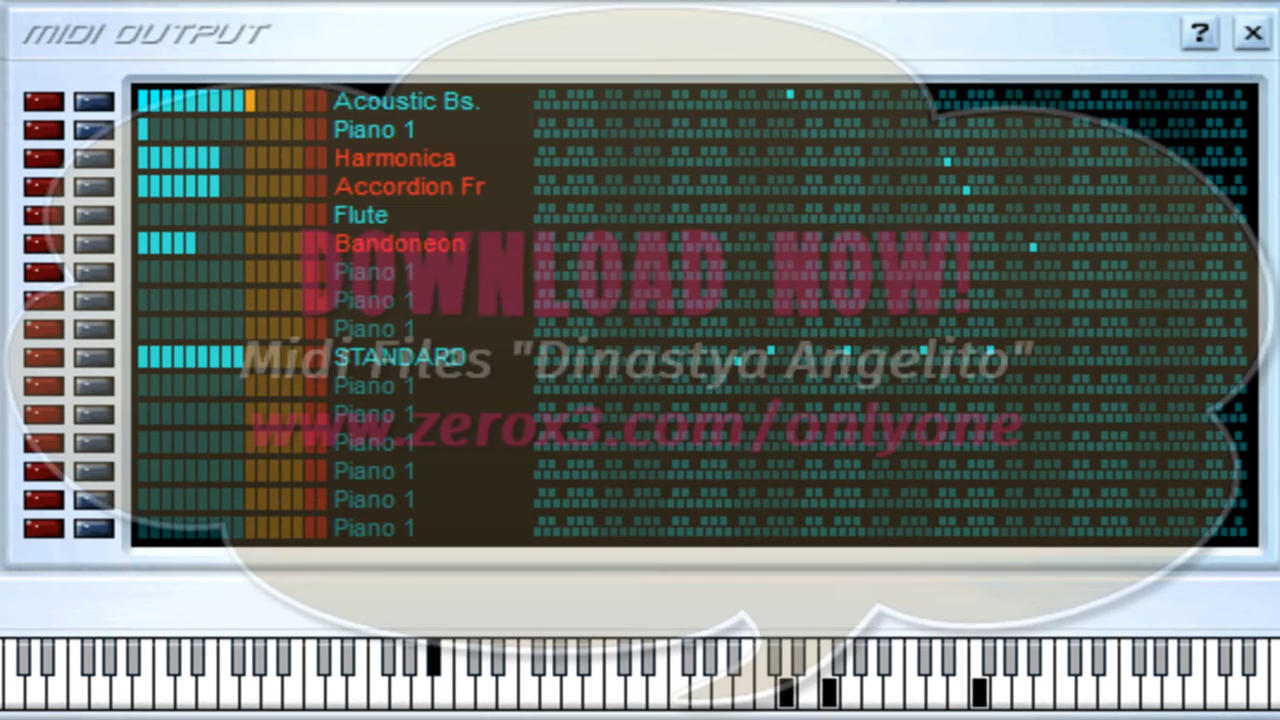 MIDI OUTPUT
? ×
Acoustic Bs.
Piano 1
Harmonica
Accordion Fr
Flute
Bandoneon
DOWNLOAD NOW!
Piano 1
Piano 1
Piano 1
STANDARD
Midi Files "Dinastya Angelito"
Piano 1
Piano 1
www.zerox3.com/onlyone
Piano 1
Piano 1
Piano 1
Piano 1